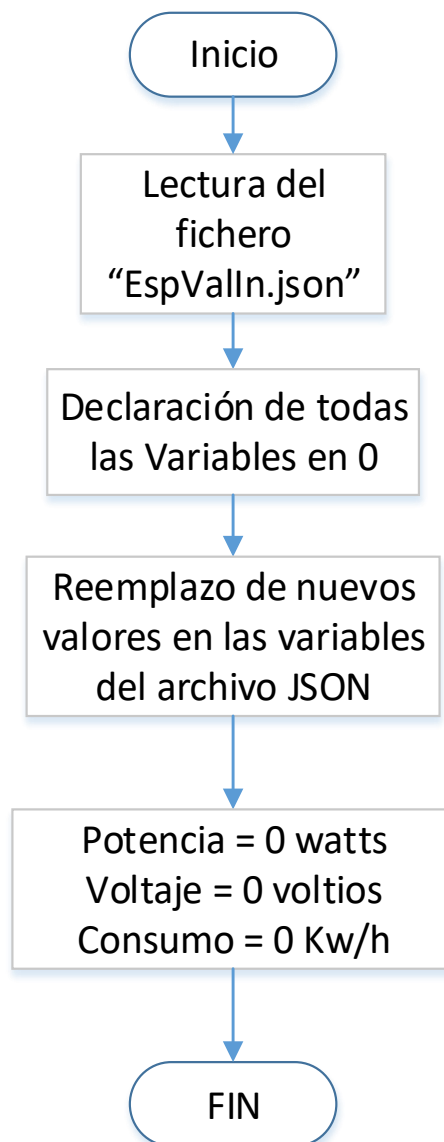 Inicio
Lectura del
fichero
“EspValIn.json”
Declaración de todas
las Variables en 0
Reemplazo de nuevos
valores en las variables
del archivo JSON
Potencia = 0 watts
Voltaje = 0 voltios
Consumo = 0 Kw/h
FIN